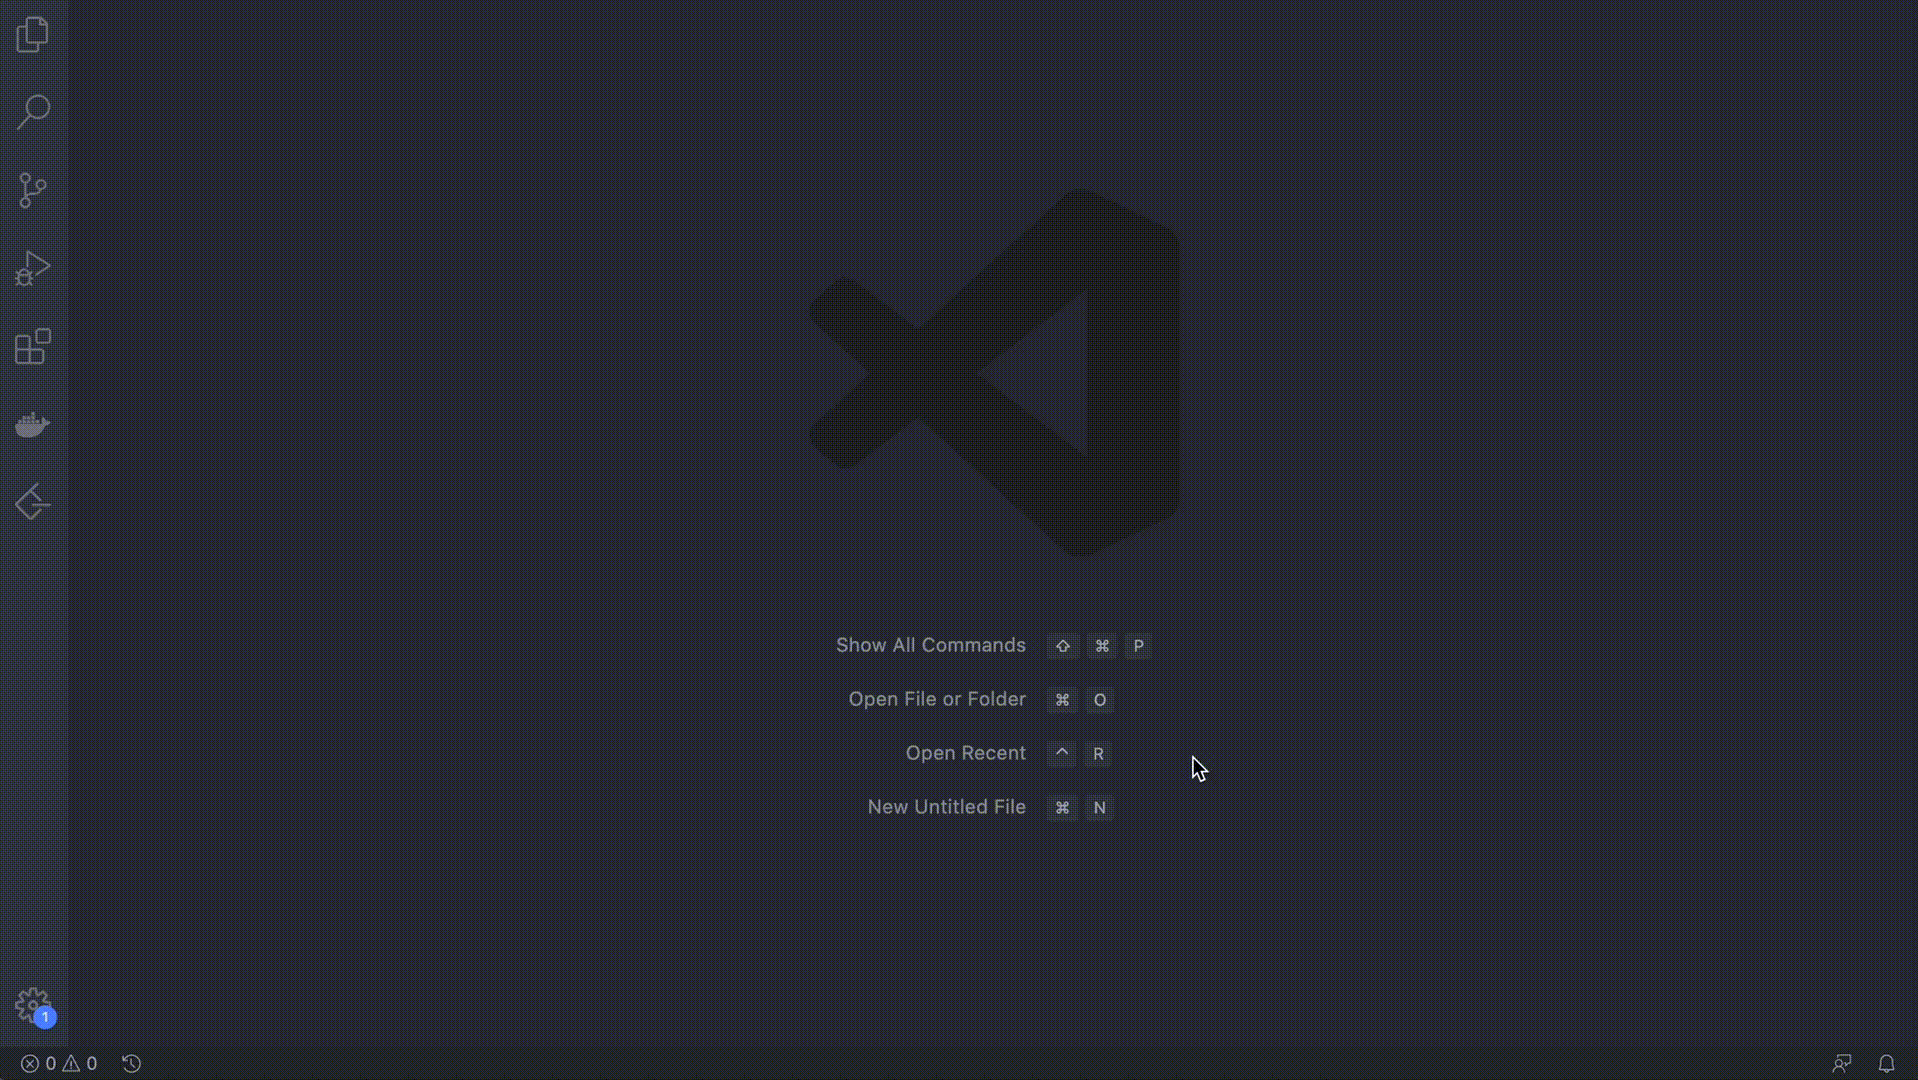 Show All Commands ⇧ ⌘ P
Open File or Folder ⌘ O
Open Recent ^ R
New Untitled File ⌘ N
1
0 0